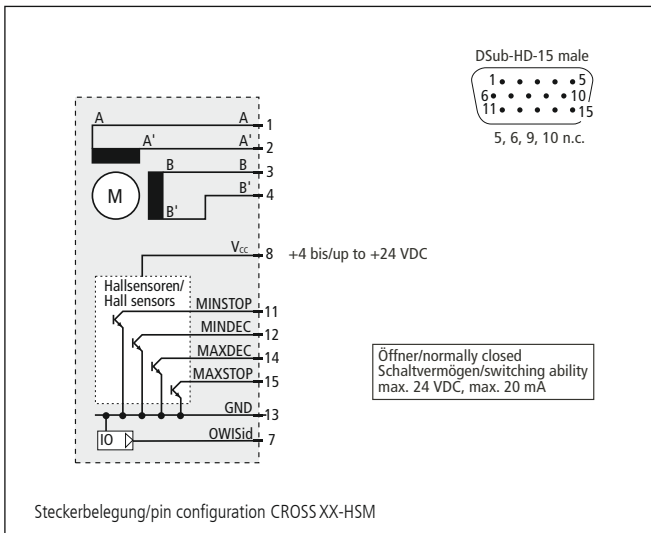 DSub-HD-15 male
1 5
6 10
11 15
5, 6, 9, 10 n.c.
A A 1
A' A' 2
B B 3
B' B' 4
M
Vcc 8 +4 bis/up to +24 VDC
Hallsensoren/
Hall sensors
MINSTOP 11
MINDEC 12
MAXDEC 14
MAXSTOP 15
GND 13
IO OWISid 7
Öffner/normally closed
Schaltvermögen/switching ability
max. 24 VDC, max. 20 mA
Steckerbelegung/pin configuration CROSS XX-HSM